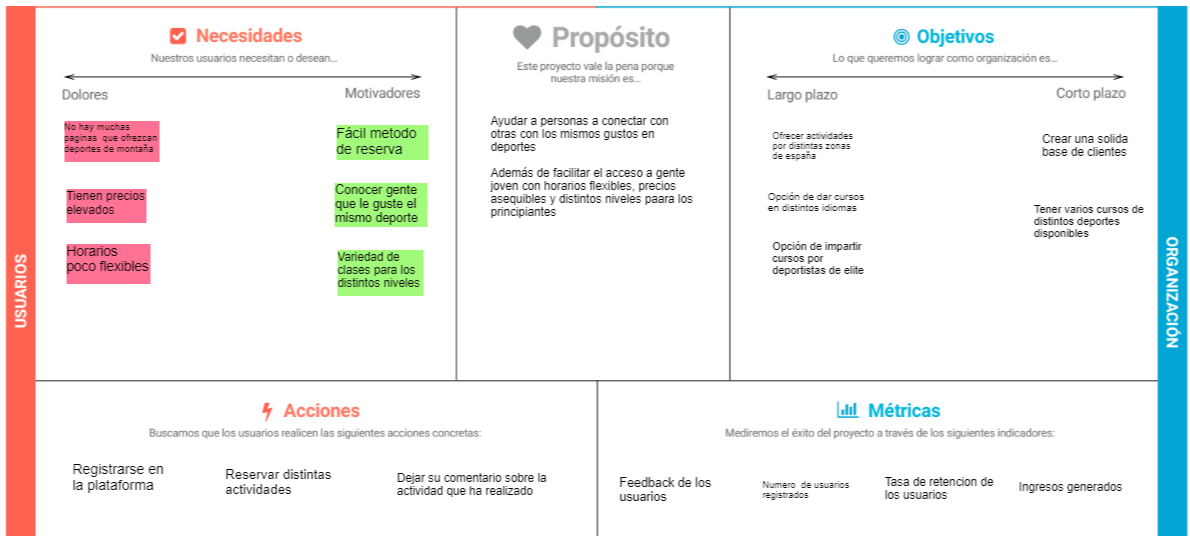 Necesidades
Nuestros usuarios necesitan o desean...
Dolores
Motivadores
No hay muchas
paginas que ofrezcan
deportes de montaña
Tienen precios
elevados
Horarios
poco flexibles
Fácil metodo
de reserva
Conocer gente
que le guste el
mismo deporte
Variedad de
clases para los
distintos niveles
Propósito
Este proyecto vale la pena porque
nuestra misión es...
Ayudar a personas a conectar con
otras con los mismos gustos en
deportes
Además de facilitar el acceso a gente
joven con horarios flexibles, precios
asequibles y distintos niveles paara los
principiantes
Objetivos
Lo que queremos lograr como organización es...
Largo plazo
Corto plazo
Ofrecer actividades
por distintas zonas
de españa
Opción de dar cursos
en distintos idiomas
Opción de impartir
cursos por
deportistas de elite
Crear una solida
base de clientes
Tener varios cursos de
distintos deportes
disponibles
USUARIOS
ORGANIZACIÓN
Acciones
Buscamos que los usuarios realicen las siguientes acciones concretas:
Registrarse en
la plataforma
Reservar distintas
actividades
Dejar su comentario sobre la
actividad que ha realizado
Métricas
Mediremos el éxito del proyecto a través de los siguientes indicadores:
Feedback de los
usuarios
Numero de usuarios
registrados
Tasa de retencion de
los usuarios
Ingresos generados